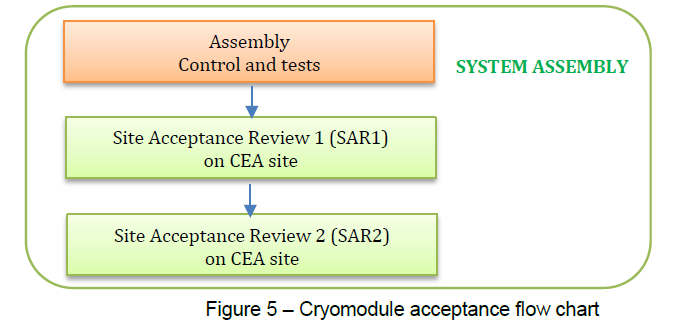 Assembly
Control and tests
SYSTEM ASSEMBLY
Site Acceptance Review 1 (SAR1)
on CEA site
Site Acceptance Review 2 (SAR2)
on CEA site
Figure 5 – Cryomodule acceptance flow chart